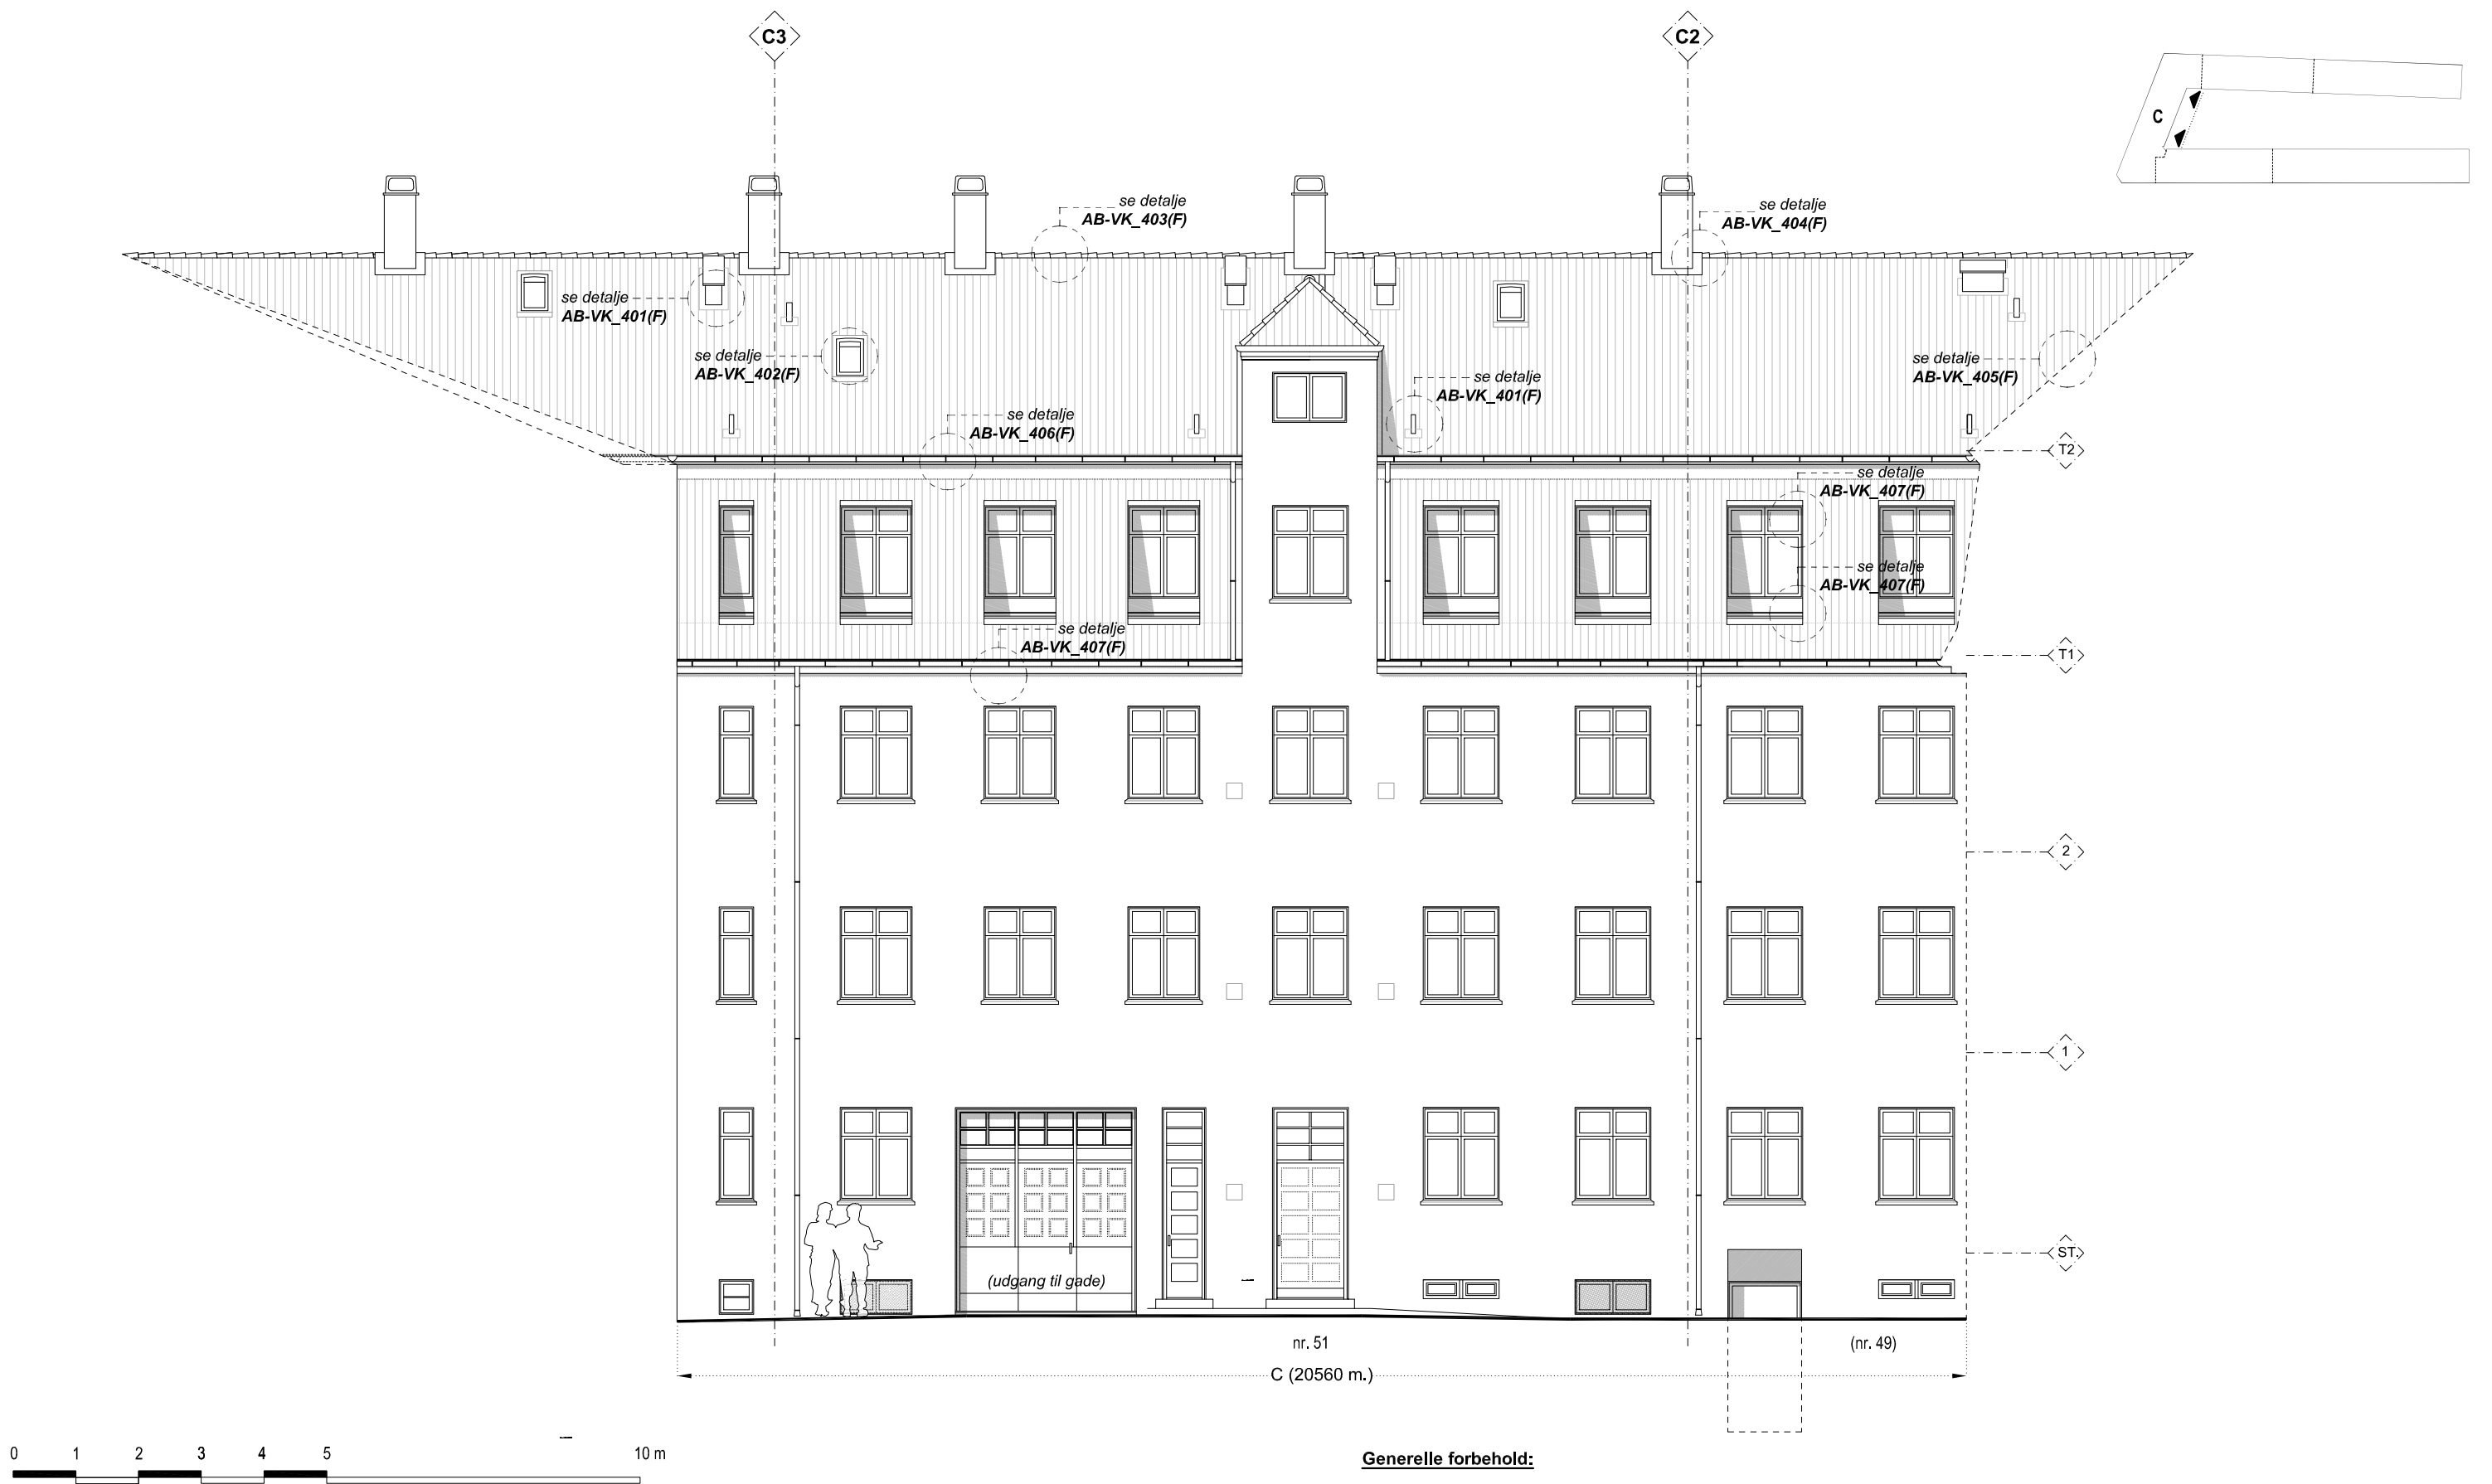 C3
C2
C
se detalje
AB-VK_403(F)
se detalje
AB-VK_404(F)
se detalje
AB-VK_401(F)
se detalje
AB-VK_402(F)
se detalje
AB-VK_405(F)
se detalje
AB-VK_401(F)
se detalje
AB-VK_406(F)
T2
se detalje
AB-VK_407(F)
se detalje
AB-VK_407(F)
se detalje
AB-VK_407(F)
T1
2
1
ST.
(udgang til gade)
nr. 51
(nr. 49)
C (20560 m.)
0 1 2 3 4 5 10 m
Generelle forbehold: